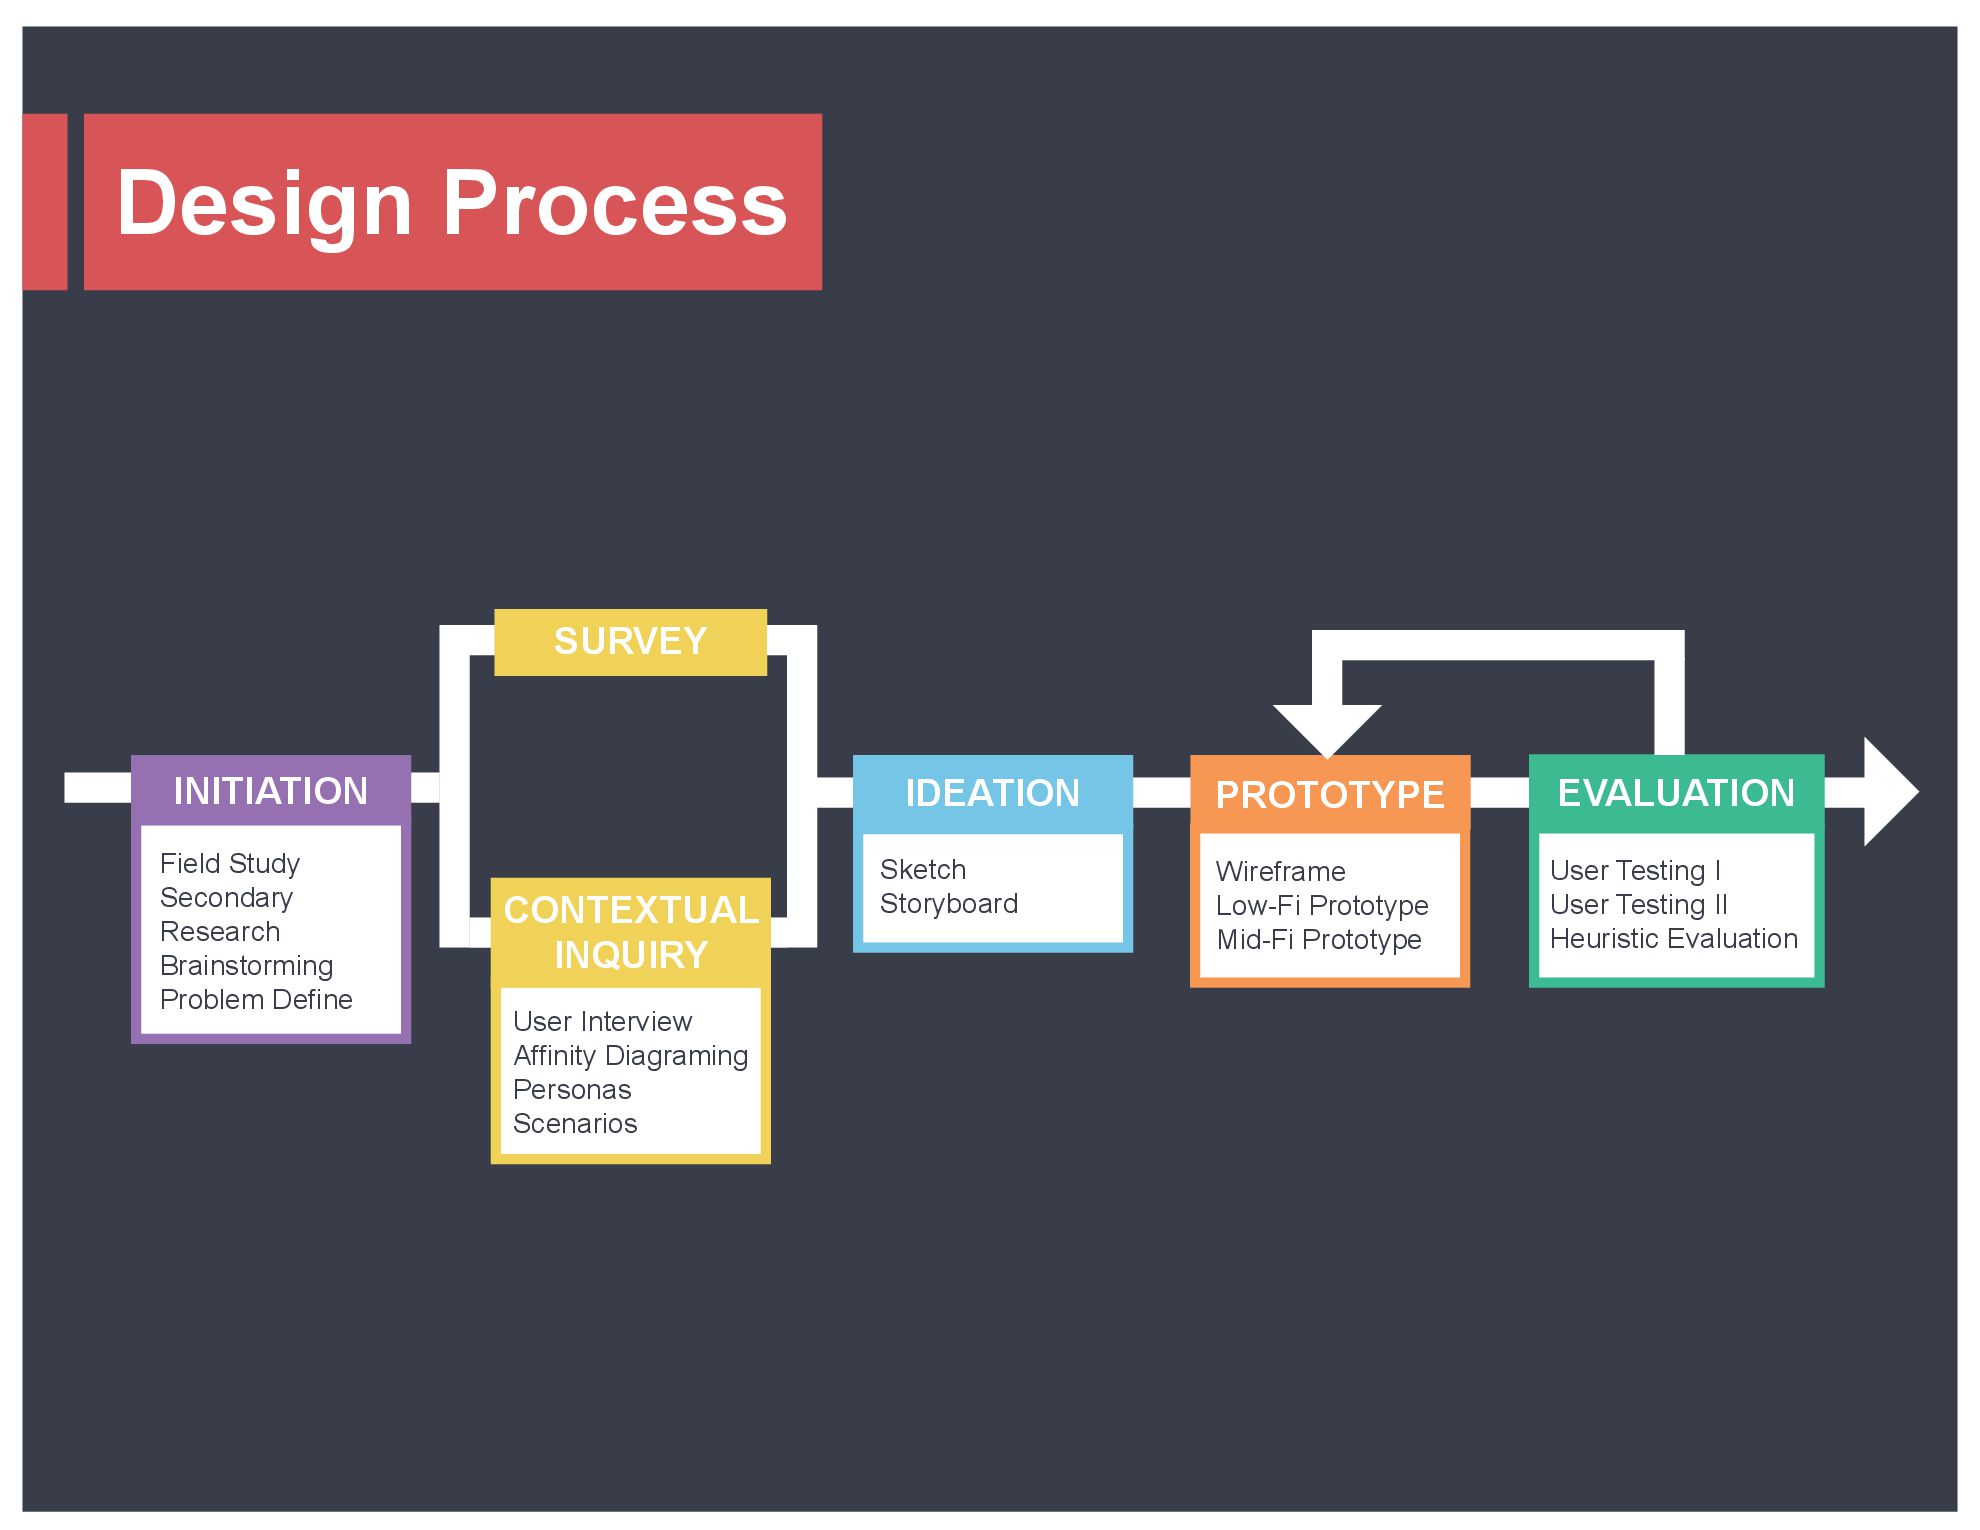 Design Process
INITIATION
Field Study
Secondary
Research
Brainstorming
Problem Define
SURVEY
CONTEXTUAL
INQUIRY
User Interview
Affinity Diagraming
Personas
Scenarios
IDEATION
Sketch
Storyboard
PROTOTYPE
Wireframe
Low-Fi Prototype
Mid-Fi Prototype
EVALUATION
User Testing I
User Testing II
Heuristic Evaluation